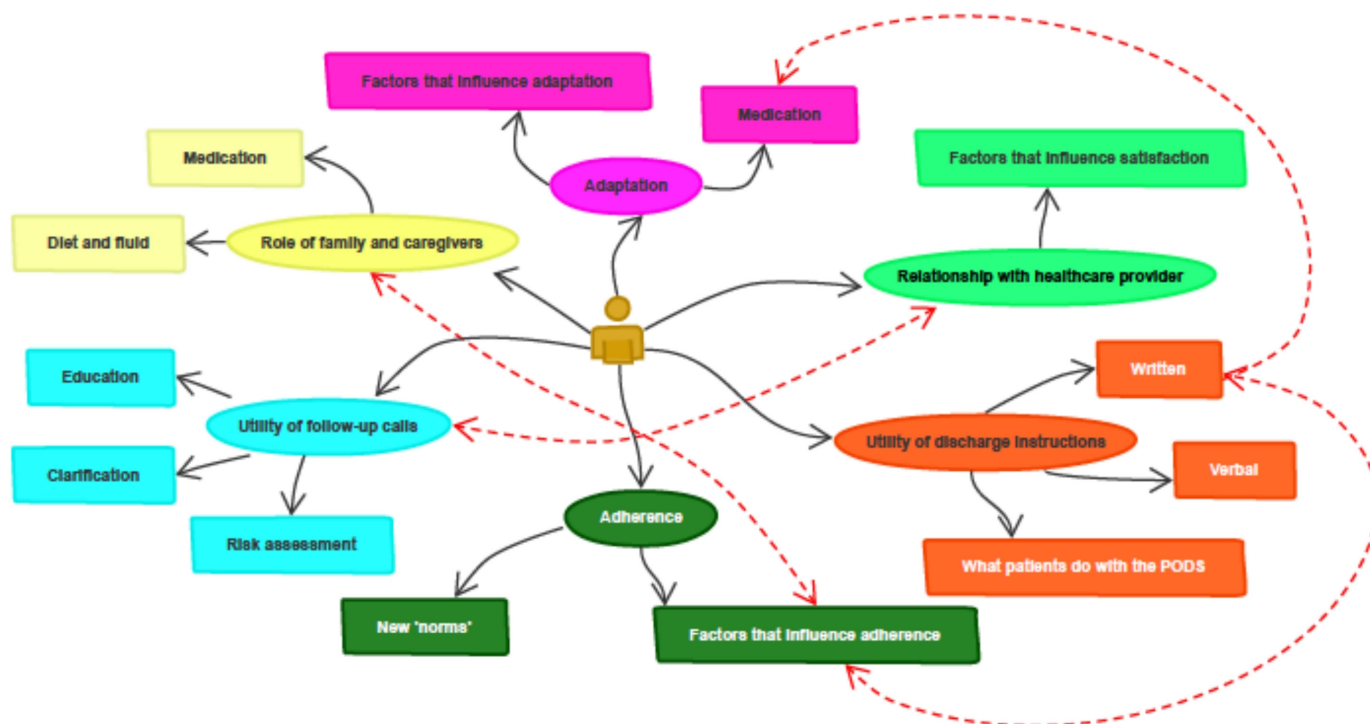 Factors that influence adaptation
Medication
Medication
Factors that influence satisfaction
Adaptation
Diet and fluid
Role of family and caregivers
Relationship with healthcare provider
Education
Written
Utility of follow-up calls
Utility of discharge instructions
Clarification
Verbal
Adherence
Risk assessment
What patients do with the PODS
New "norms"
Factors that influence adherence